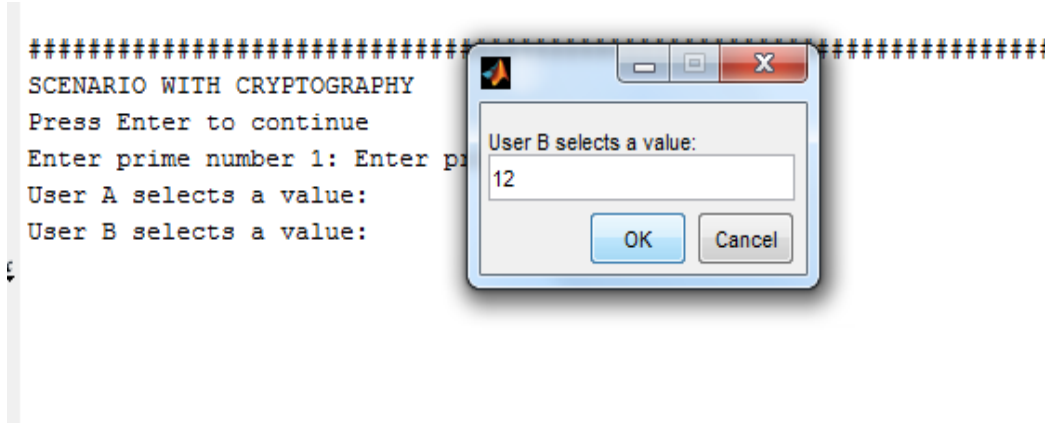 ################################################################
SCENARIO WITH CRYPTOGRAPHY
Press Enter to continue
Enter prime number 1: Enter
User A selects a value:
User B selects a value:
User B selects a value:
12
OK Cancel